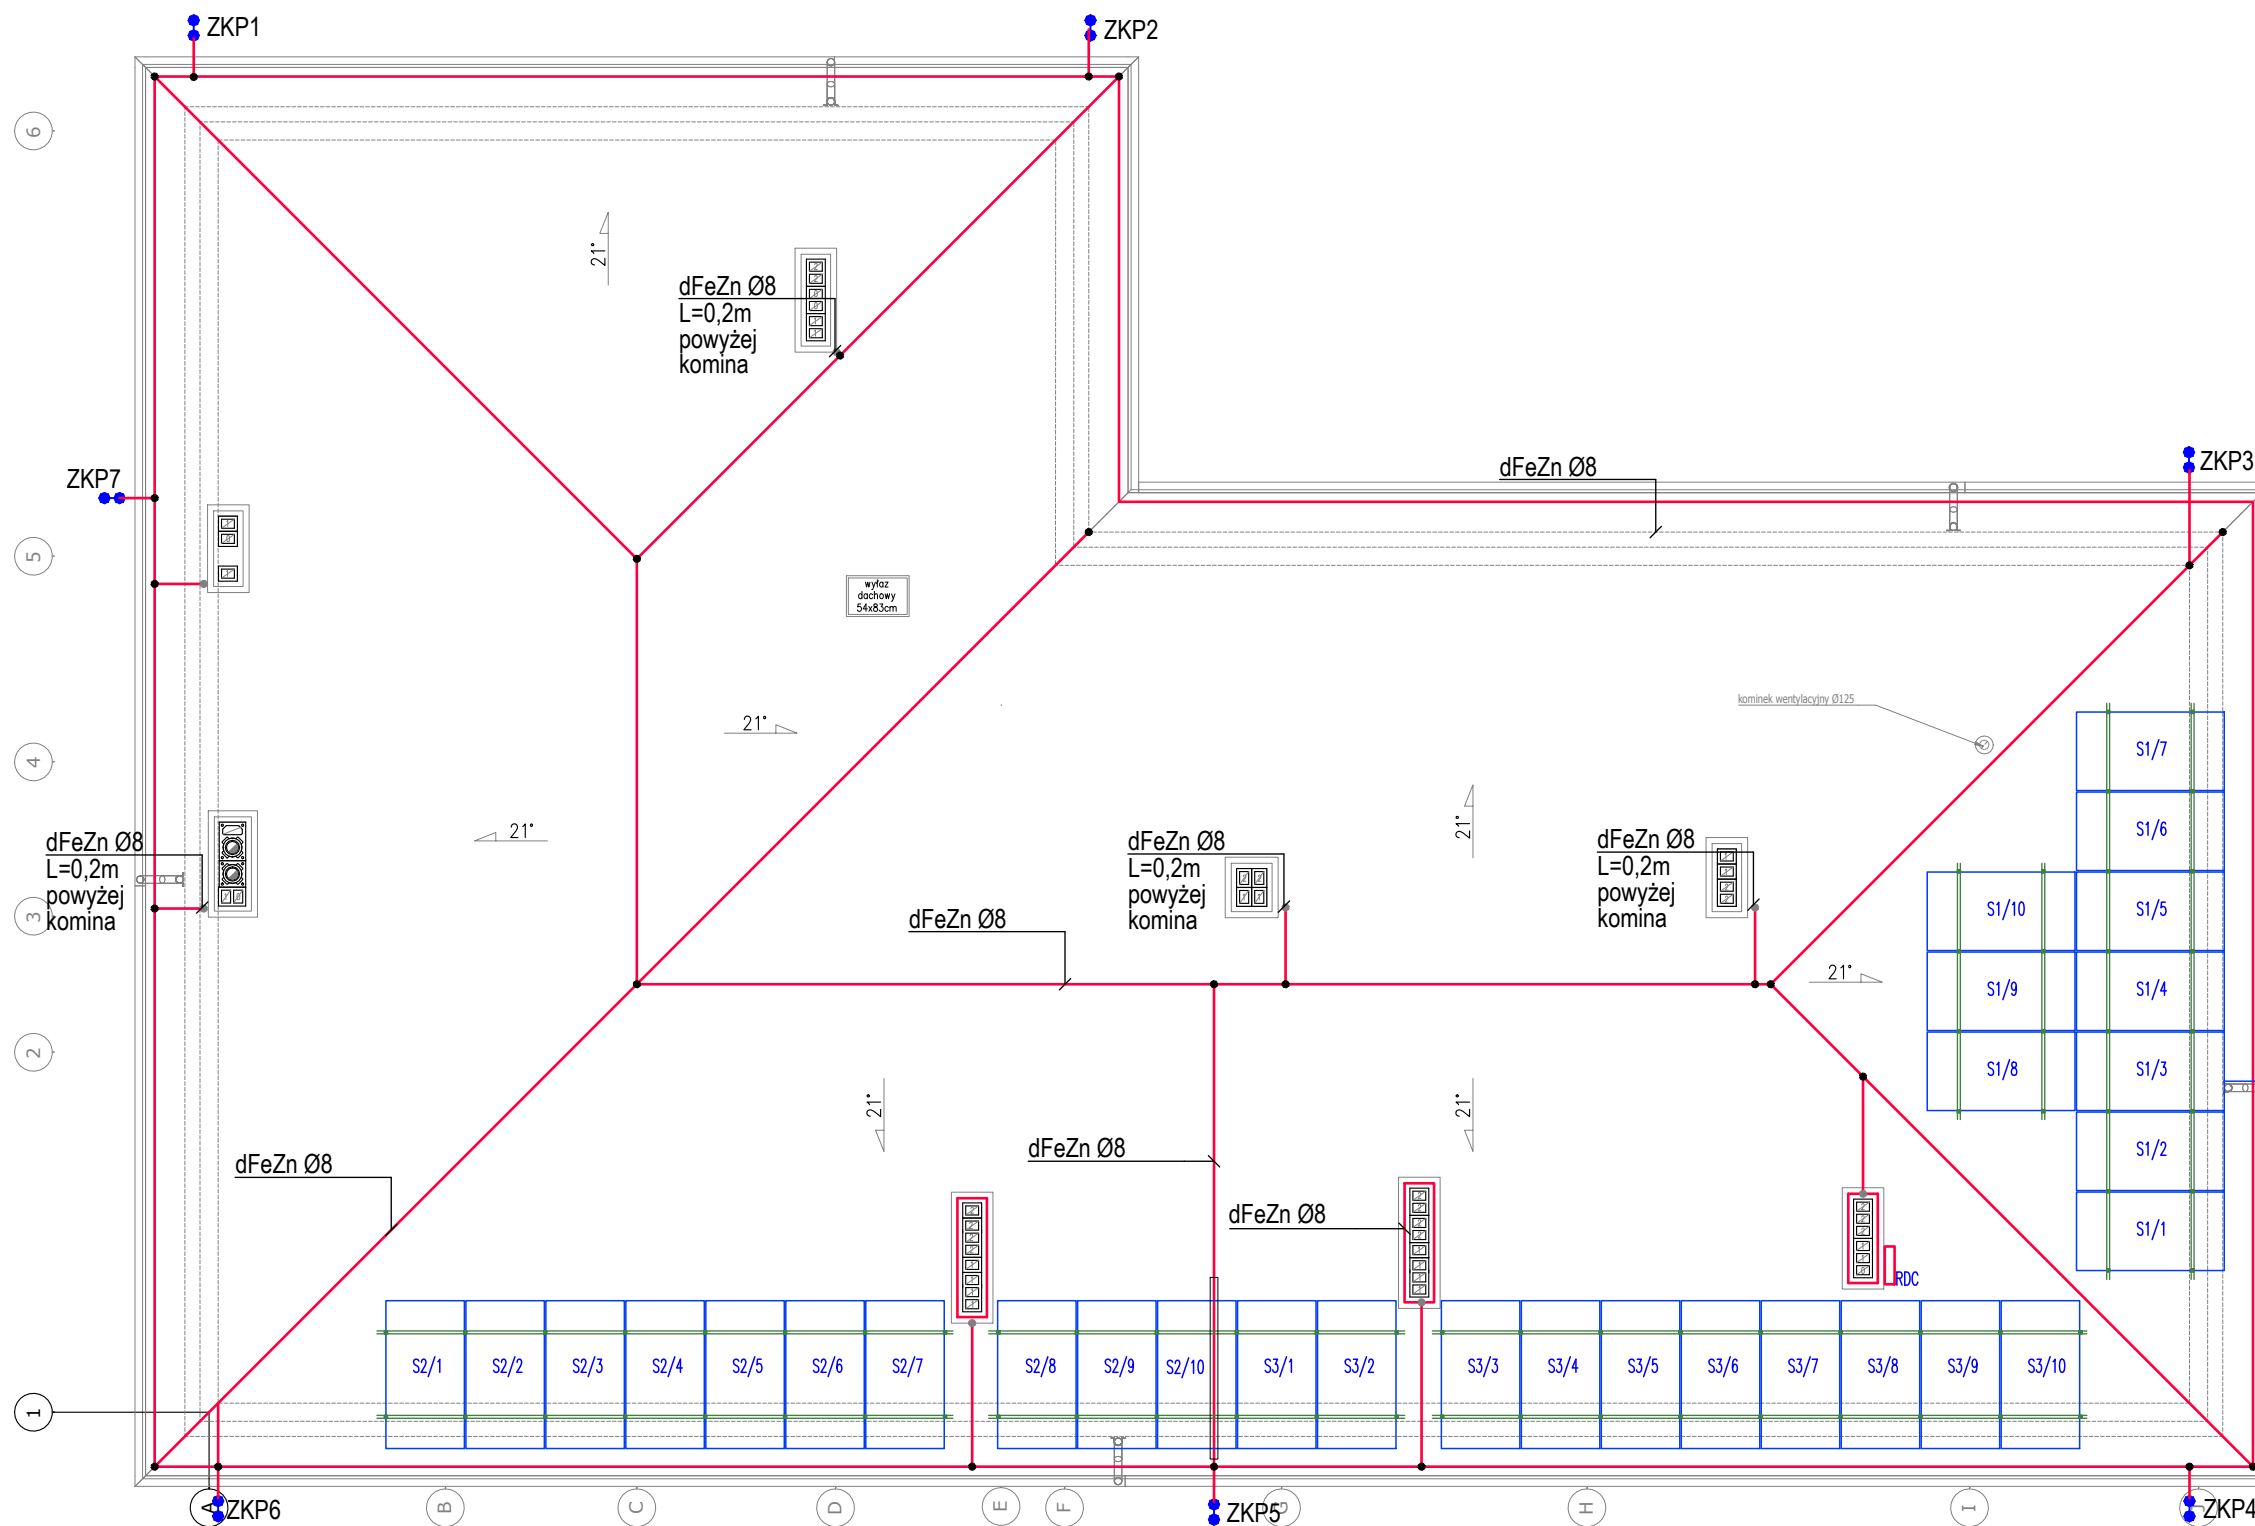 ZKP1
ZKP2
6
21°
dFeZn Ø8
L=0,2m
powyżej
komina
ZKP7
ZKP3
dFeZn Ø8
5
wyłaz
dachowy
54x83cm
kominek wentylacyjny Ø125
21°
4
S1/7
S1/6
21°
21°
dFeZn Ø8
L=0,2m
powyżej
komina
3
dFeZn Ø8
L=0,2m
powyżej
komina
dFeZn Ø8
L=0,2m
powyżej
komina
S1/10
S1/5
dFeZn Ø8
21°
S1/9
S1/4
2
S1/8
S1/3
21°
21°
dFeZn Ø8
dFeZn Ø8
S1/2
dFeZn Ø8
S1/1
RDC
S2/1
S2/2
S2/3
S2/4
S2/5
S2/6
S2/7
S2/8
S2/9
S2/10
S3/1
S3/2
S3/3
S3/4
S3/5
S3/6
S3/7
S3/8
S3/9
S3/10
1
A
ZKP6
B
C
D
E
F
ZKP5
G
H
I
J
ZKP4